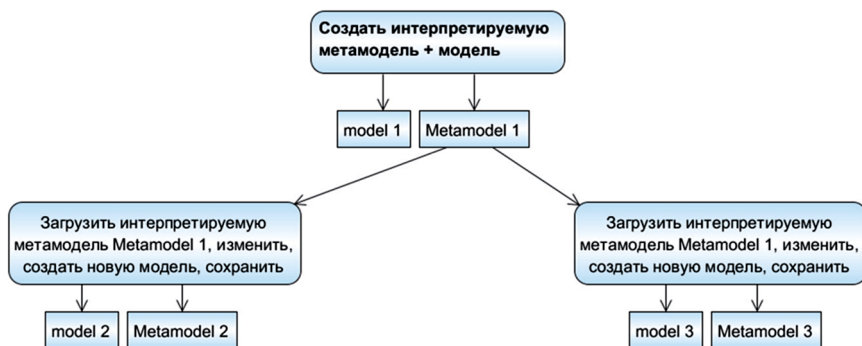 Создать интерпретируемую
метамодель + модель
model 1
Metamodel 1
Загрузить интерпретируемую
метамодель Metamodel 1, изменить,
создать новую модель, сохранить
Загрузить интерпретируемую
метамодель Metamodel 1, изменить,
создать новую модель, сохранить
model 2
Metamodel 2
model 3
Metamodel 3